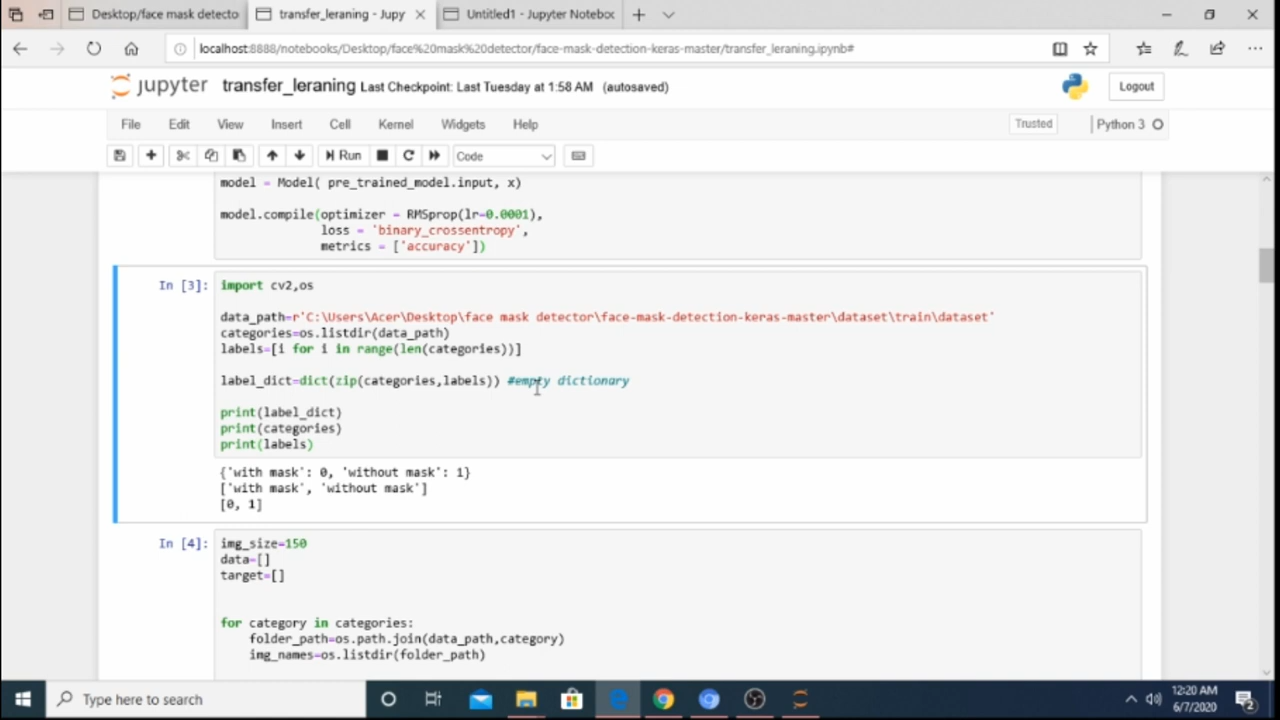 Desktop/face mask detecto
transfer_leraning - Jupy
Untitled1 - Jupyter Notebook
localhost:8888/notebooks/Desktop/face%20mask%20detector/face-mask-detection-keras-master/transfer_leraning.ipynb#
jupyter transfer_leraning Last Checkpoint: Last Tuesday at 1:58 AM (autosaved)
Logout
File Edit View Insert Cell Kernel Widgets Help
Trusted
Python 3
Run
Code
model = Model( pre_trained_model.input, x)
model.compile(optimizer = RMSprop(lr=0.0001),
loss = 'binary_crossentropy',
metrics = ['accuracy'])
In [3]:
import cv2,os
data_path=r'C:\Users\Acer\Desktop\face mask detector\face-mask-detection-keras-master\dataset\train\dataset'
categories=os.listdir(data_path)
labels=[i for i in range(len(categories))]
label_dict=dict(zip(categories,labels)) #empty dictionary
print(label_dict)
print(categories)
print(labels)
{'with mask': 0, 'without mask': 1}
['with mask', 'without mask']
[0, 1]
In [4]:
img_size=150
data=[]
target=[]
for category in categories:
folder_path=os.path.join(data_path,category)
img_names=os.listdir(folder_path)
Type here to search
12:20 AM
6/7/2020
2